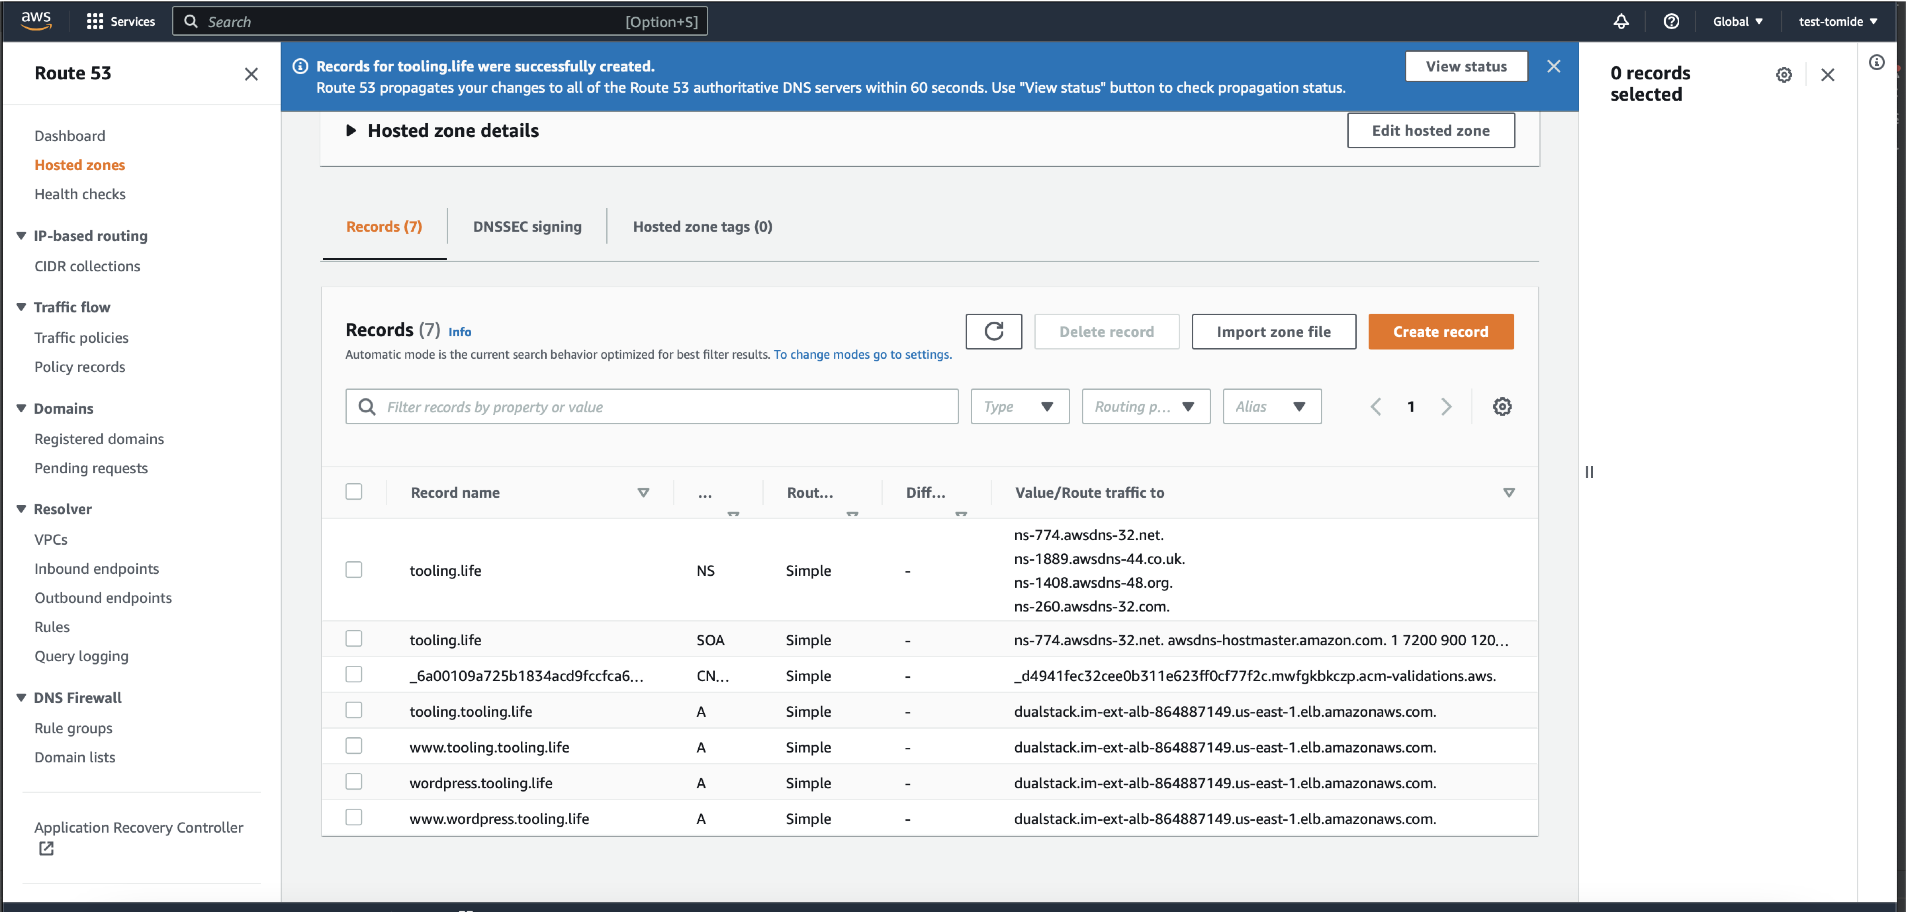 aws
Services
Search
[Option+S]
Global
test-tomide
Route 53
Dashboard
Hosted zones
Health checks
IP-based routing
CIDR collections
Traffic flow
Traffic policies
Policy records
Domains
Registered domains
Pending requests
Resolver
VPCs
Inbound endpoints
Outbound endpoints
Rules
Query logging
DNS Firewall
Rule groups
Domain lists
Application Recovery Controller
Records for tooling.life were successfully created.
Route 53 propagates your changes to all of the Route 53 authoritative DNS servers within 60 seconds. Use "View status" button to check propagation status.
View status
Hosted zone details
Edit hosted zone
Records (7)
DNSSEC signing
Hosted zone tags (0)
Records (7) Info
Automatic mode is the current search behavior optimized for best filter results. To change modes go to settings.
Delete record
Import zone file
Create record
Filter records by property or value
Type
Routing p...
Alias
1
Record name ... Rout... Diff... Value/Route traffic to
ns-774.awsdns-32.net.
ns-1889.awsdns-44.co.uk.
tooling.life NS Simple -
ns-1408.awsdns-48.org.
ns-260.awsdns-32.com.
tooling.life SOA Simple - ns-774.awsdns-32.net. awsdns-hostmaster.amazon.com. 1 7200 900 120...
_6a00109a725b1834acd9fccfca6... CN... Simple - _d4941fec32cee0b311e623ff0cf77f2c.mwfgkbkczp.acm-validations.aws.
tooling.tooling.life A Simple - dualstack.im-ext-alb-864887149.us-east-1.elb.amazonaws.com.
www.tooling.tooling.life A Simple - dualstack.im-ext-alb-864887149.us-east-1.elb.amazonaws.com.
wordpress.tooling.life A Simple - dualstack.im-ext-alb-864887149.us-east-1.elb.amazonaws.com.
www.wordpress.tooling.life A Simple - dualstack.im-ext-alb-864887149.us-east-1.elb.amazonaws.com.
0 records
selected